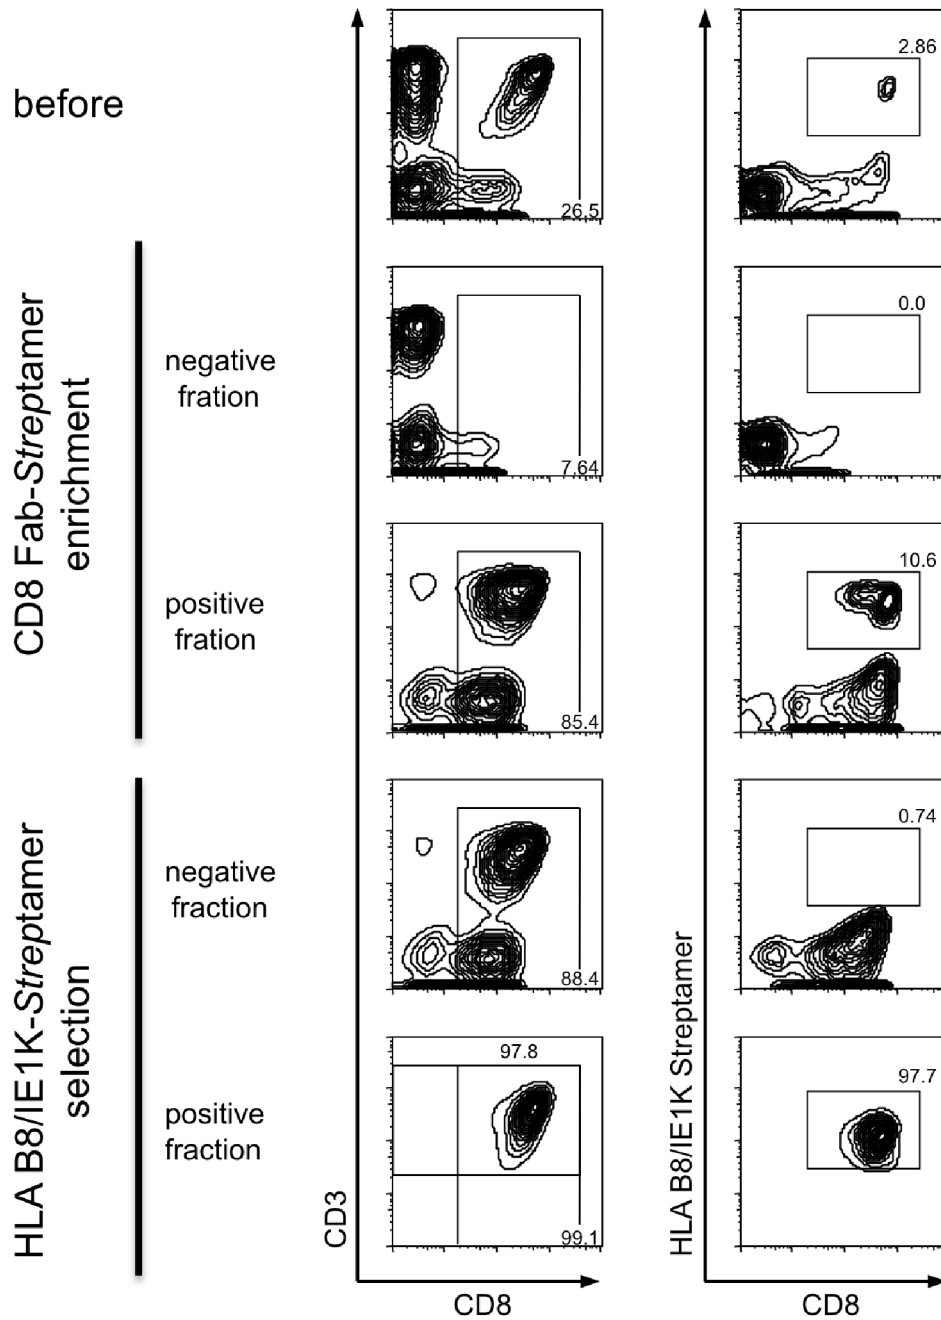 before
26.5
2.86
CD8 Fab-Streptamer
enrichment
negative
fration
7.64
0.0
positive
fration
85.4
10.6
HLA B8/IE1K-Streptamer
selection
negative
fraction
88.4
0.74
positive
fraction
97.8
99.1
97.7
CD3
CD8
HLA B8/IE1K Streptamer
CD8